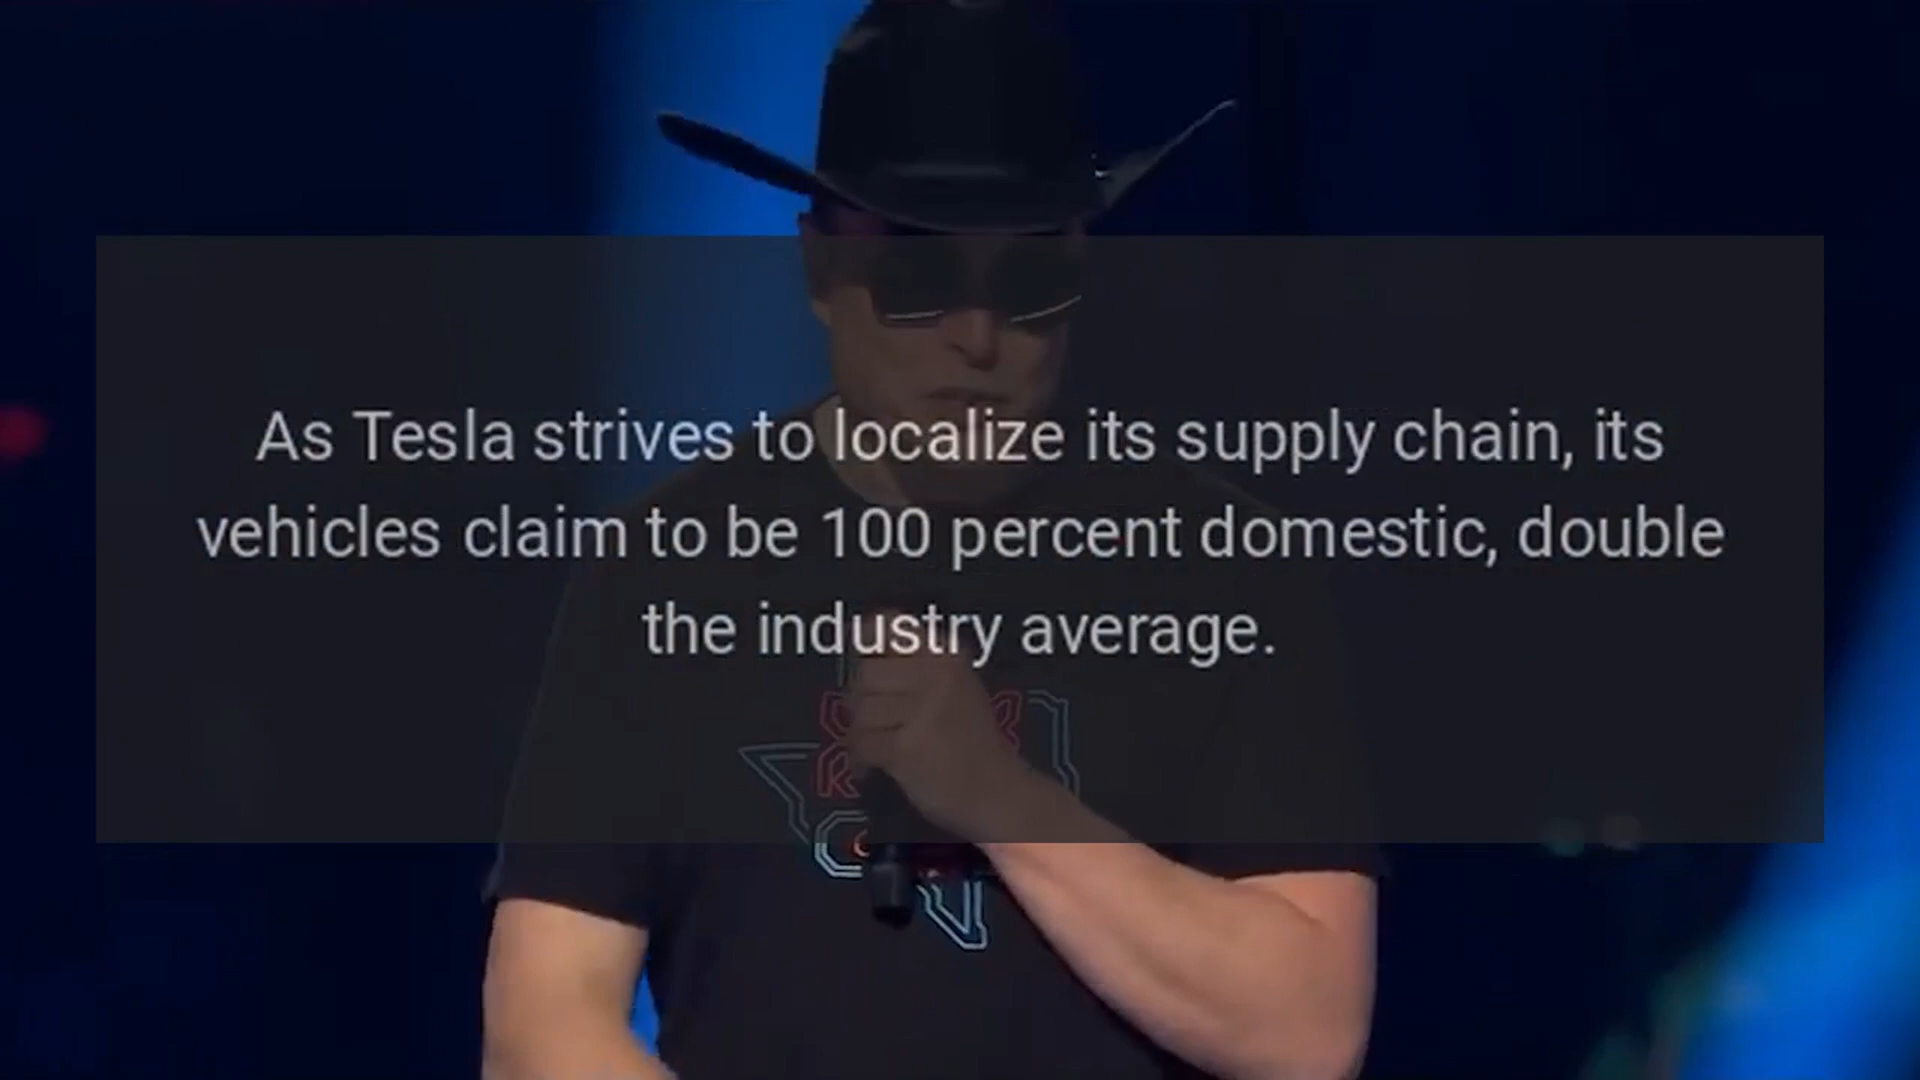 As Tesla strives to localize its supply chain, its
vehicles claim to be 100 percent domestic, double
the industry average.